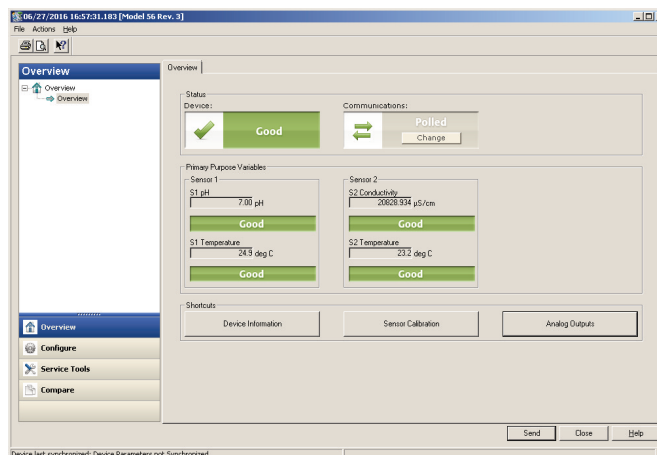 06/27/2016 16:57:31.183 [Model 56 Rev. 3]
File Actions Help
Overview
Overview
Overview
Overview
Configure
Service Tools
Compare
Overview
Status
Device: Communications:
Good Polled
Change
Primary Purpose Variables
Sensor 1 Sensor 2
S1 pH S2 Conductivity
7.00 pH 20828.934 µS/cm
Good Good
S1 Temperature S2 Temperature
24.9 deg C 23.2 deg C
Good Good
Shortcuts
Device Information Sensor Calibration Analog Outputs
Send Close Help
Device last synchronized: Device Parameters not Synchronized